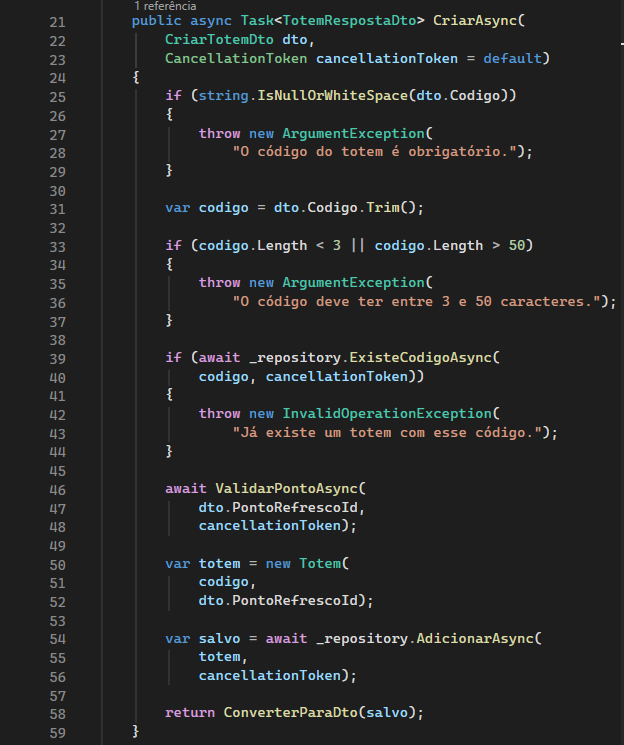 1 referência
21 public async Task<TotemRespostaDto> CriarAsync(
22 CriarTotemDto dto,
23 CancellationToken cancellationToken = default)
24 {
25 if (string.IsNullOrWhiteSpace(dto.Codigo))
26 {
27 throw new ArgumentException(
28 "O código do totem é obrigatório.");
29 }
30
31 var codigo = dto.Codigo.Trim();
32
33 if (codigo.Length < 3 || codigo.Length > 50)
34 {
35 throw new ArgumentException(
36 "O código deve ter entre 3 e 50 caracteres.");
37 }
38
39 if (await _repository.ExisteCodigoAsync(
40 codigo, cancellationToken))
41 {
42 throw new InvalidOperationException(
43 "Já existe um totem com esse código.");
44 }
45
46 await ValidarPontoAsync(
47 dto.PontoRefrescoId,
48 cancellationToken);
49
50 var totem = new Totem(
51 codigo,
52 dto.PontoRefrescoId);
53
54 var salvo = await _repository.AdicionarAsync(
55 totem,
56 cancellationToken);
57
58 return ConverterParaDto(salvo);
59 }